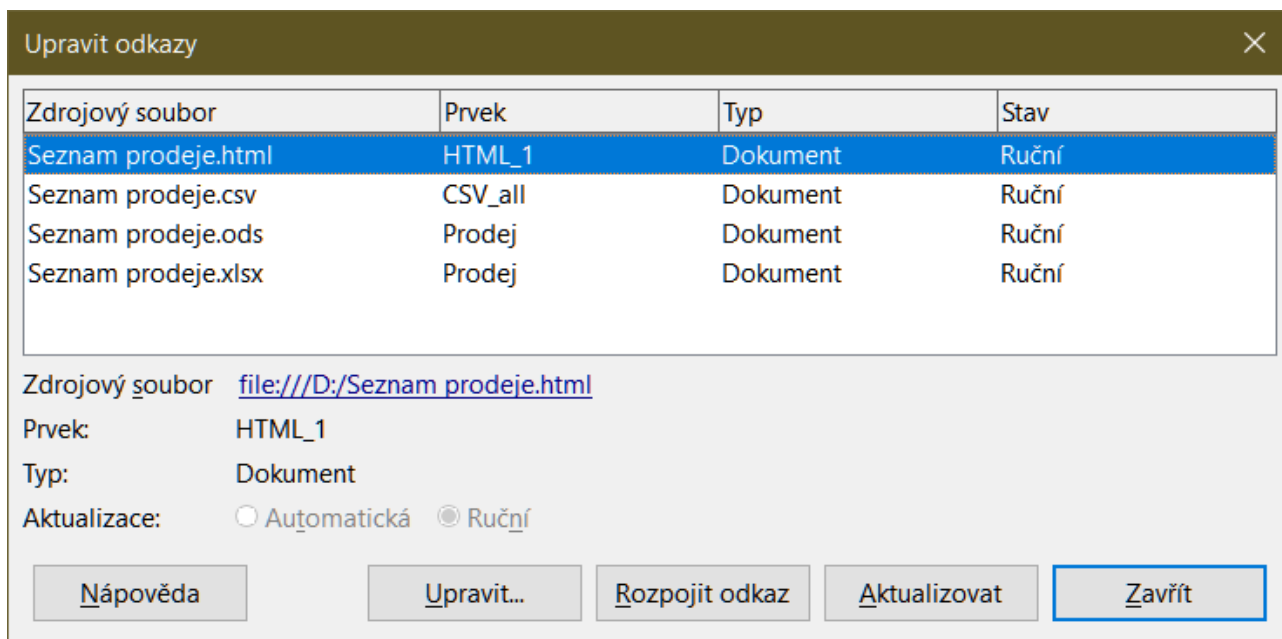 Upravit odkazy
Zdrojový soubor Prvek Typ Stav
Seznam prodeje.html HTML_1 Dokument Ruční
Seznam prodeje.csv CSV_all Dokument Ruční
Seznam prodeje.ods Prodej Dokument Ruční
Seznam prodeje.xlsx Prodej Dokument Ruční
Zdrojový soubor file:///D:/Seznam prodeje.html
Prvek: HTML_1
Typ: Dokument
Aktualizace: Automatická Ruční
Nápověda Upravit... Rozpojit odkaz Aktualizovat Zavřít